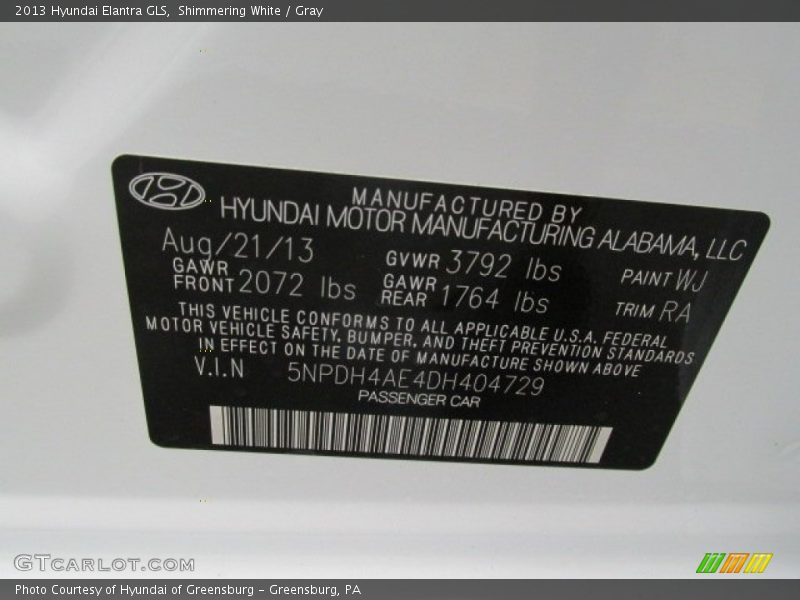 2013 Hyundai Elantra GLS, Shimmering White / Gray
MANUFACTURED BY
HYUNDAI MOTOR MANUFACTURING ALABAMA, LLC
Aug/21/13 GVWR 3792 lbs PAINT WJ
GAWR FRONT 2072 lbs GAWR REAR 1764 lbs TRIM RA
THIS VEHICLE CONFORMS TO ALL APPLICABLE U.S.A. FEDERAL
MOTOR VEHICLE SAFETY, BUMPER, AND THEFT PREVENTION STANDARDS
IN EFFECT ON THE DATE OF MANUFACTURE SHOWN ABOVE
V.I.N 5NPDH4AE4DH404729
PASSENGER CAR
GTCARLOT.COM
Photo Courtesy of Hyundai of Greensburg - Greensburg, PA